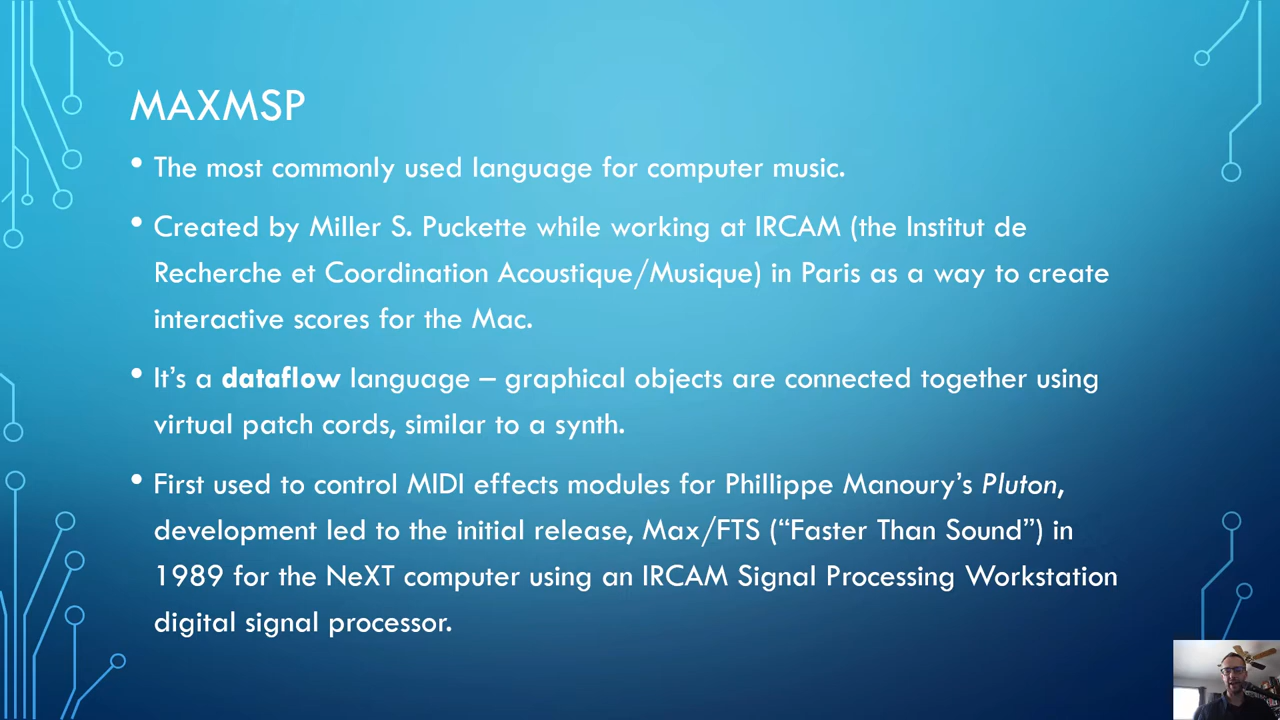 MAXMSP
• The most commonly used language for computer music.
• Created by Miller S. Puckette while working at IRCAM (the Institut de
Recherche et Coordination Acoustique/Musique) in Paris as a way to create
interactive scores for the Mac.
• It’s a dataflow language – graphical objects are connected together using
virtual patch cords, similar to a synth.
• First used to control MIDI effects modules for Phillippe Manoury’s Pluton,
development led to the initial release, Max/FTS (“Faster Than Sound”) in
1989 for the NeXT computer using an IRCAM Signal Processing Workstation
digital signal processor.